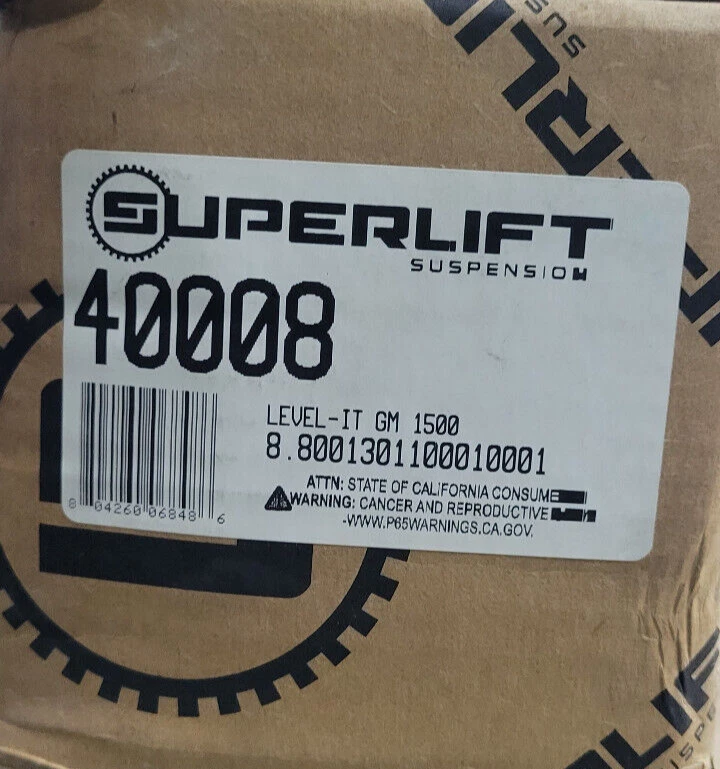 SUPERLIFT
SUSPENSION
40008
LEVEL-IT GM 1500
8.8001301100010001
ATTN: STATE OF CALIFORNIA CONSUME
WARNING: CANCER AND REPRODUCTIVE
-WWW.P65WARNINGS.CA.GOV.
8 04260 06848 6